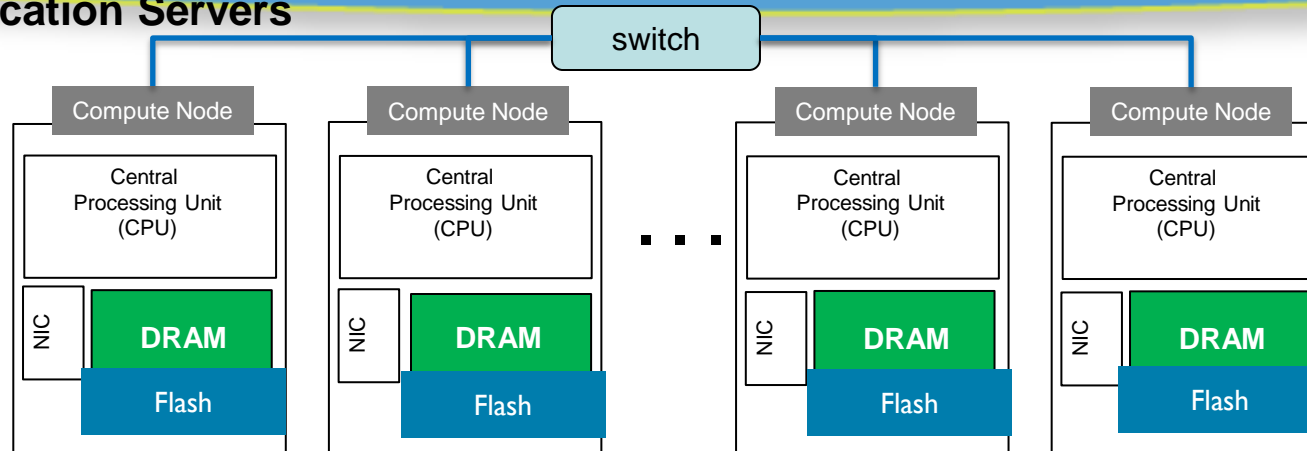 cation Servers
switch
Compute Node
Compute Node
Compute Node
Compute Node
Central
Processing Unit
(CPU)
Central
Processing Unit
(CPU)
. . .
Central
Processing Unit
(CPU)
Central
Processing Unit
(CPU)
NIC
DRAM
NIC
DRAM
NIC
DRAM
NIC
DRAM
Flash
Flash
Flash
Flash